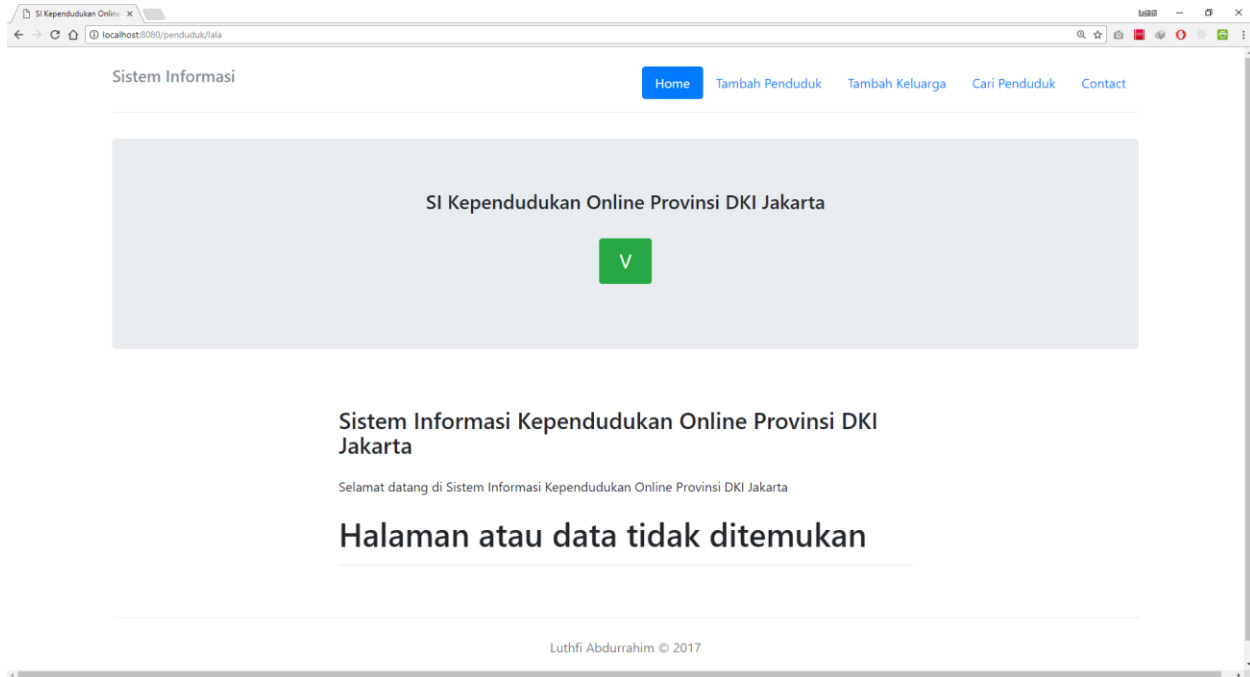 SI Kependudukan Online
localhost:8080/penduduk/lala
Sistem Informasi
Home Tambah Penduduk Tambah Keluarga Cari Penduduk Contact
SI Kependudukan Online Provinsi DKI Jakarta
V
Sistem Informasi Kependudukan Online Provinsi DKI
Jakarta
Selamat datang di Sistem Informasi Kependudukan Online Provinsi DKI Jakarta
Halaman atau data tidak ditemukan
Luthfi Abdurrahim © 2017